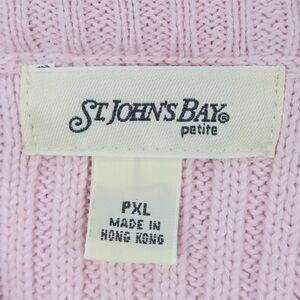 ST. JOHN'S BAY®
petite
PXL
MADE IN
HONG KONG